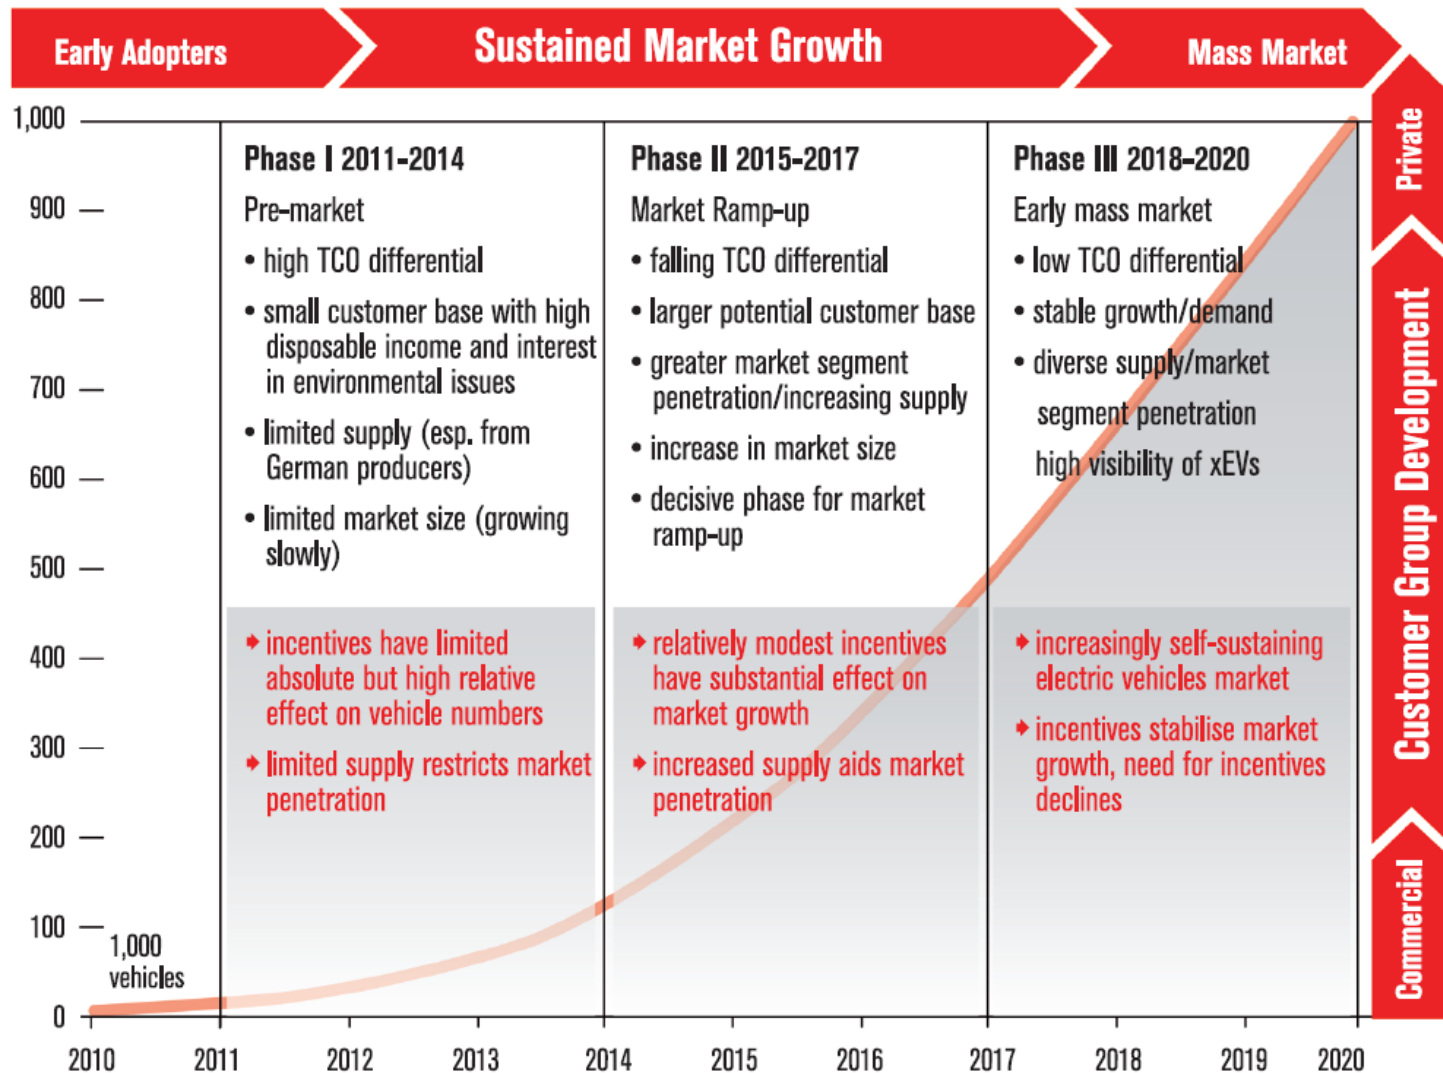 Early Adopters
Sustained Market Growth
Mass Market
1,000
900
800
700
600
500
400
300
200
100
0
1,000
vehicles
Phase I 2011-2014
Pre-market
• high TCO differential
• small customer base with high
disposable income and interest
in environmental issues
• limited supply (esp. from
German producers)
• limited market size (growing
slowly)
➧ incentives have limited
absolute but high relative
effect on vehicle numbers
➧ limited supply restricts market
penetration
Phase II 2015-2017
Market Ramp-up
• falling TCO differential
• larger potential customer base
• greater market segment
penetration/increasing supply
• increase in market size
• decisive phase for market
ramp-up
➧ relatively modest incentives
have substantial effect on
market growth
➧ increased supply aids market
penetration
Phase III 2018-2020
Early mass market
• low TCO differential
• stable growth/demand
• diverse supply/market
segment penetration
high visibility of xEVs
➧ increasingly self-sustaining
electric vehicles market
➧ incentives stabilise market
growth, need for incentives
declines
Private
Customer Group Development
Commercial
2010
2011
2012
2013
2014
2015
2016
2017
2018
2019
2020